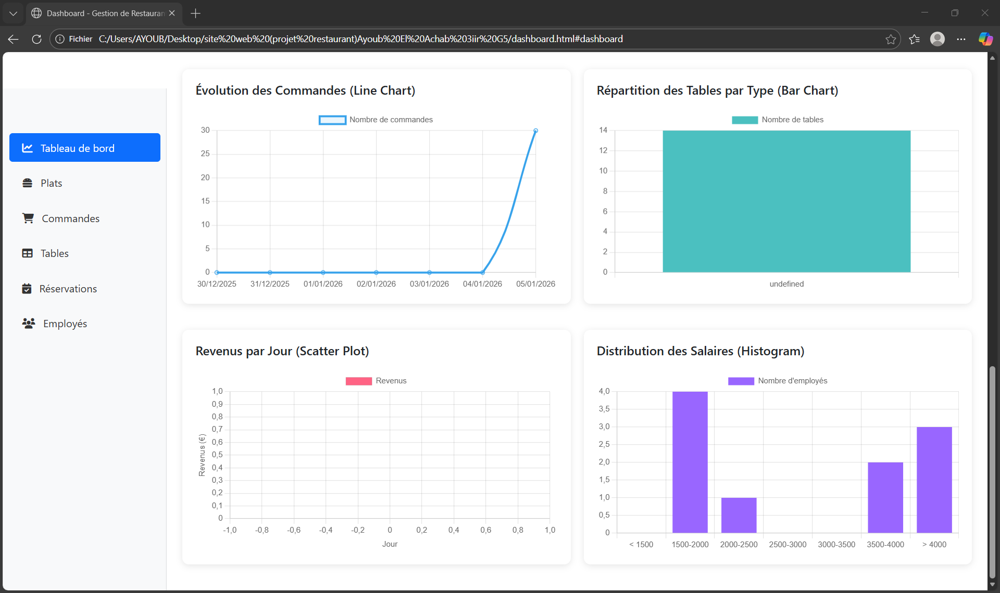 Dashboard - Gestion de Restauran
Fichier C:/Users/AYOUB/Desktop/site%20web%20(projet%20restaurant)Ayoub%20El%20Achab%203iir%20G5/dashboard.html#dashboard
Tableau de bord
Plats
Commandes
Tables
Réservations
Employés
Évolution des Commandes (Line Chart)
Nombre de commandes
30
25
20
15
10
5
0
30/12/2025 31/12/2025 01/01/2026 02/01/2026 03/01/2026 04/01/2026 05/01/2026
Répartition des Tables par Type (Bar Chart)
Nombre de tables
14
12
10
8
6
4
2
0
undefined
Revenus par Jour (Scatter Plot)
Revenus
Revenus (€)
1,0
0,9
0,8
0,7
0,6
0,5
0,4
0,3
0,2
0,1
0
-1,0 -0,8 -0,6 -0,4 -0,2 0 0,2 0,4 0,6 0,8 1,0
Jour
Distribution des Salaires (Histogram)
Nombre d'employés
4,0
3,5
3,0
2,5
2,0
1,5
1,0
0,5
0
< 1500 1500-2000 2000-2500 2500-3000 3000-3500 3500-4000 > 4000